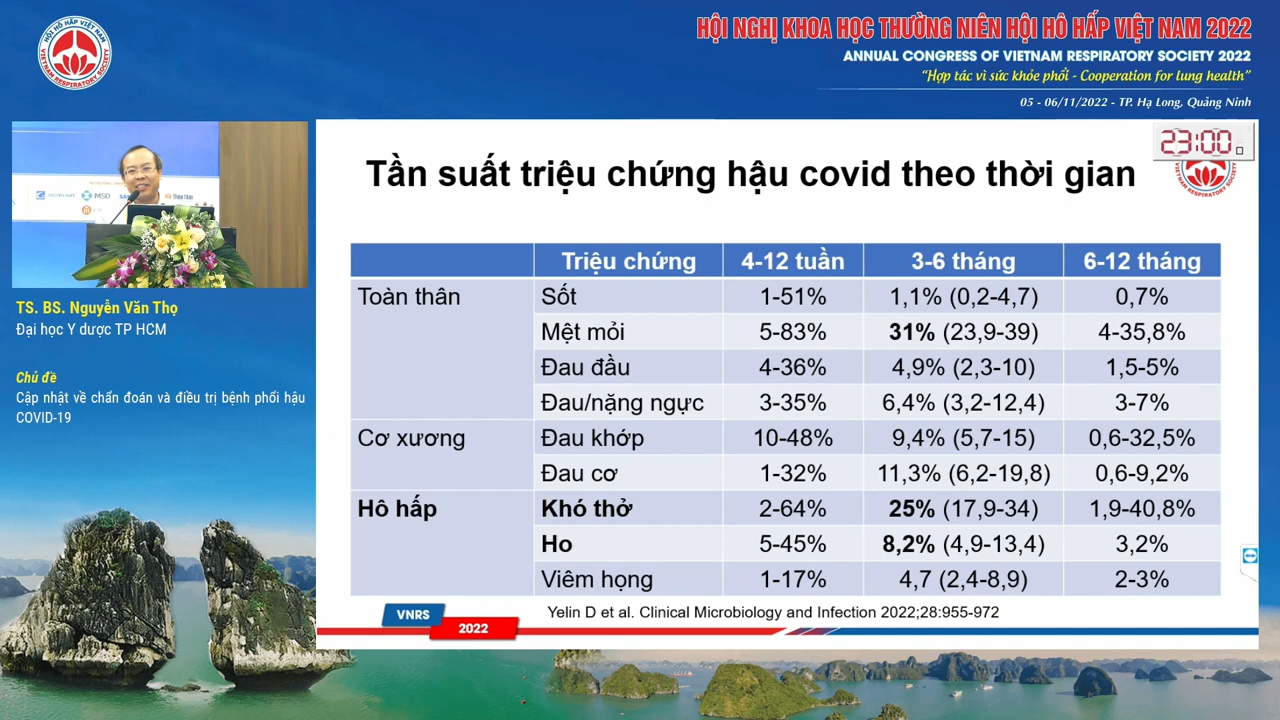 HỘI HÔ HẤP VIỆT NAM
VIETNAM RESPIRATORY SOCIETY
HỘI NGHỊ KHOA HỌC THƯỜNG NIÊN HỘI HÔ HẤP VIỆT NAM 2022
ANNUAL CONGRESS OF VIETNAM RESPIRATORY SOCIETY 2022
“Hợp tác vì sức khỏe phổi - Cooperation for lung health”
05 - 06/11/2022 - TP. Hạ Long, Quảng Ninh
MSD
TS. BS. Nguyễn Văn Thọ
Đại học Y dược TP HCM
Chủ đề
Cập nhật về chẩn đoán và điều trị bệnh phổi hậu
COVID-19
23:00
Tần suất triệu chứng hậu covid theo thời gian
Triệu chứng 4-12 tuần 3-6 tháng 6-12 tháng
Toàn thân Sốt 1-51% 1,1% (0,2-4,7) 0,7%
Mệt mỏi 5-83% 31% (23,9-39) 4-35,8%
Đau đầu 4-36% 4,9% (2,3-10) 1,5-5%
Đau/nặng ngực 3-35% 6,4% (3,2-12,4) 3-7%
Cơ xương Đau khớp 10-48% 9,4% (5,7-15) 0,6-32,5%
Đau cơ 1-32% 11,3% (6,2-19,8) 0,6-9,2%
Hô hấp Khó thở 2-64% 25% (17,9-34) 1,9-40,8%
Ho 5-45% 8,2% (4,9-13,4) 3,2%
Viêm họng 1-17% 4,7 (2,4-8,9) 2-3%
Yelin D et al. Clinical Microbiology and Infection 2022;28:955-972
VNRS
2022